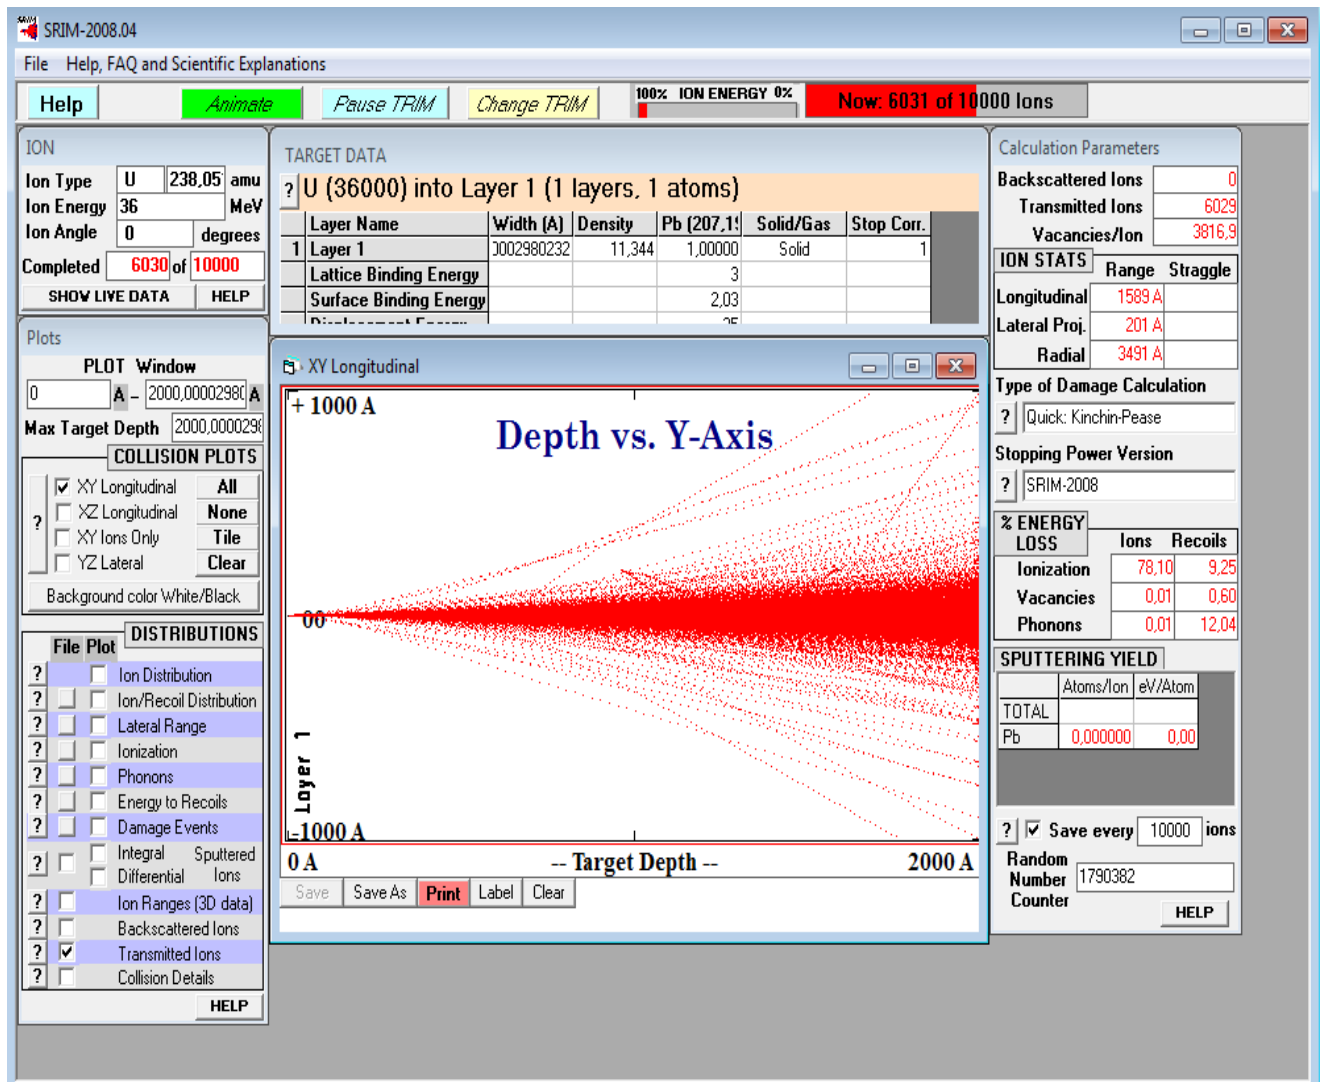 SRIM-2008.04
File Help, FAQ and Scientific Explanations
Help Animate Pause TRIM Change TRIM 100% ION ENERGY 0% Now: 6031 of 10000 Ions
ION
Ion Type U 238,05 amu
Ion Energy 36 MeV
Ion Angle 0 degrees
Completed 6030 of 10000
SHOW LIVE DATA HELP
TARGET DATA
? U (36000) into Layer 1 (1 layers, 1 atoms)
Layer Name Width (A) Density Pb (207,19 Solid/Gas Stop Corr.
1 Layer 1 0002980232 11,344 1,00000 Solid 1
Lattice Binding Energy 3
Surface Binding Energy 2,03
Displacement Energy 25
Calculation Parameters
Backscattered Ions 0
Transmitted Ions 6029
Vacancies/Ion 3816,9
ION STATS Range Straggle
Longitudinal 1589 A
Lateral Proj. 201 A
Radial 3491 A
Type of Damage Calculation
? Quick: Kinchin-Pease
Stopping Power Version
? SRIM-2008
% ENERGY LOSS Ions Recoils
Ionization 78,10 9,25
Vacancies 0,01 0,60
Phonons 0,01 12,04
SPUTTERING YIELD
Atoms/Ion eV/Atom
TOTAL
Pb 0,000000 0,00
? Save every 10000 ions
Random Number Counter 1790382
HELP
Plots
PLOT Window
0 A - 2000,0000298( A
Max Target Depth 2000,0000298
COLLISION PLOTS
? XY Longitudinal All
XZ Longitudinal None
XY Ions Only Tile
YZ Lateral Clear
Background color White/Black
DISTRIBUTIONS
File Plot
? Ion Distribution
? Ion/Recoil Distribution
? Lateral Range
? Ionization
? Phonons
? Energy to Recoils
? Damage Events
? Integral Sputtered
Differential Ions
? Ion Ranges (3D data)
? Backscattered Ions
? Transmitted Ions
? Collision Details
HELP
XY Longitudinal
+ 1000 A
Depth vs. Y-Axis
00
Layer 1
-1000 A
0 A -- Target Depth -- 2000 A
Save Save As Print Label Clear